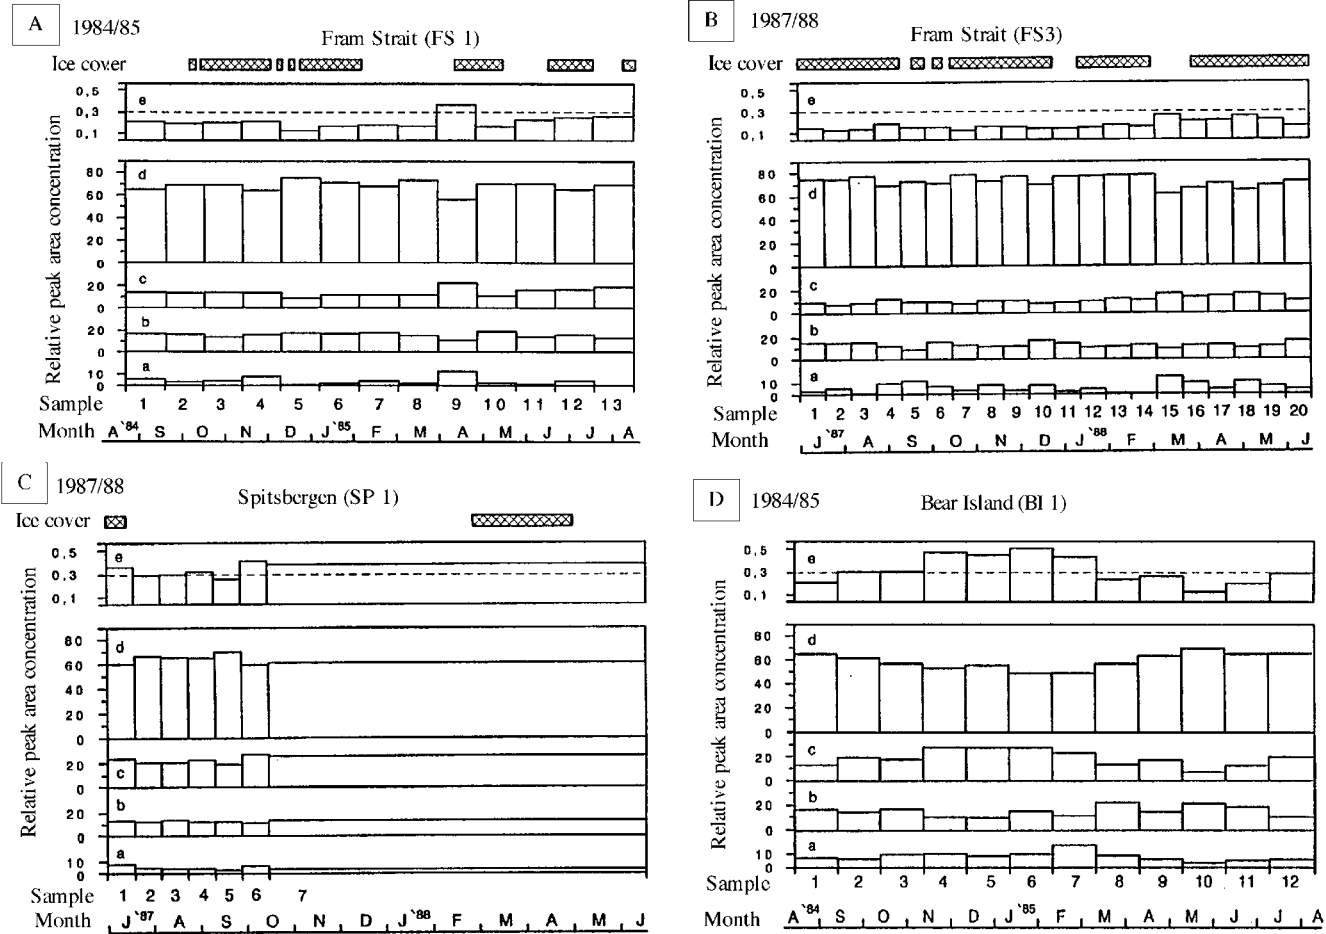 A 1984/85
Fram Strait (FS 1)
Ice cover
Relative peak area concentration
e
0,5
0,3
0,1
d
80
60
40
20
0
c
20
0
b
20
0
a
10
0
Sample 1 2 3 4 5 6 7 8 9 10 11 12 13
Month A`84 S O N D J`85 F M A M J J A
B 1987/88
Fram Strait (FS3)
Ice cover
Relative peak area concentration
e
0,5
0,3
0,1
d
80
60
40
20
0
c
20
0
b
20
0
a
10
0
Sample 1 2 3 4 5 6 7 8 9 10 11 12 13 14 15 16 17 18 19 20
Month J`87 A S O N D J`88 F M A M J
C 1987/88
Spitsbergen (SP 1)
Ice cover
Relative peak area concentration
e
0,5
0,3
0,1
d
80
60
40
20
0
c
20
0
b
20
0
a
10
0
Sample 1 2 3 4 5 6 7
Month J`87 A S O N D J`88 F M A M J
D 1984/85
Bear Island (BI 1)
Relative peak area concentration
e
0,5
0,3
0,1
d
80
60
40
20
0
c
20
0
b
20
0
a
10
0
Sample 1 2 3 4 5 6 7 8 9 10 11 12
Month A`84 S O N D J`85 F M A M J J A